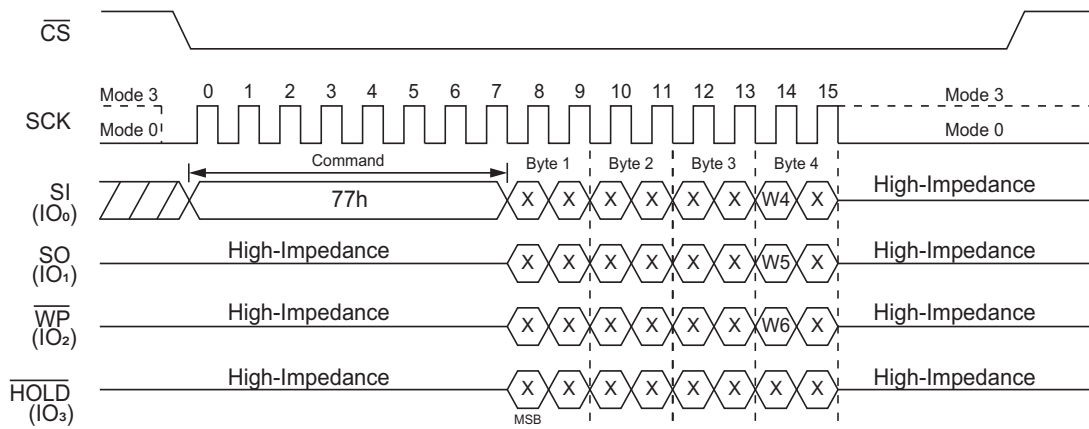 CS
0 1 2 3 4 5 6 7 8 9 10 11 12 13 14 15
Mode 3
Mode 3
SCK
Mode 0
Mode 0
Command
Byte 1
Byte 2
Byte 3
Byte 4
SI
(IO₀)
77h
X X X X X X W4 X
High-Impedance
SO
(IO₁)
High-Impedance
X X X X X X W5 X
High-Impedance
WP
(IO₂)
High-Impedance
X X X X X X W6 X
High-Impedance
HOLD
(IO₃)
High-Impedance
X X X X X X X X
High-Impedance
MSB